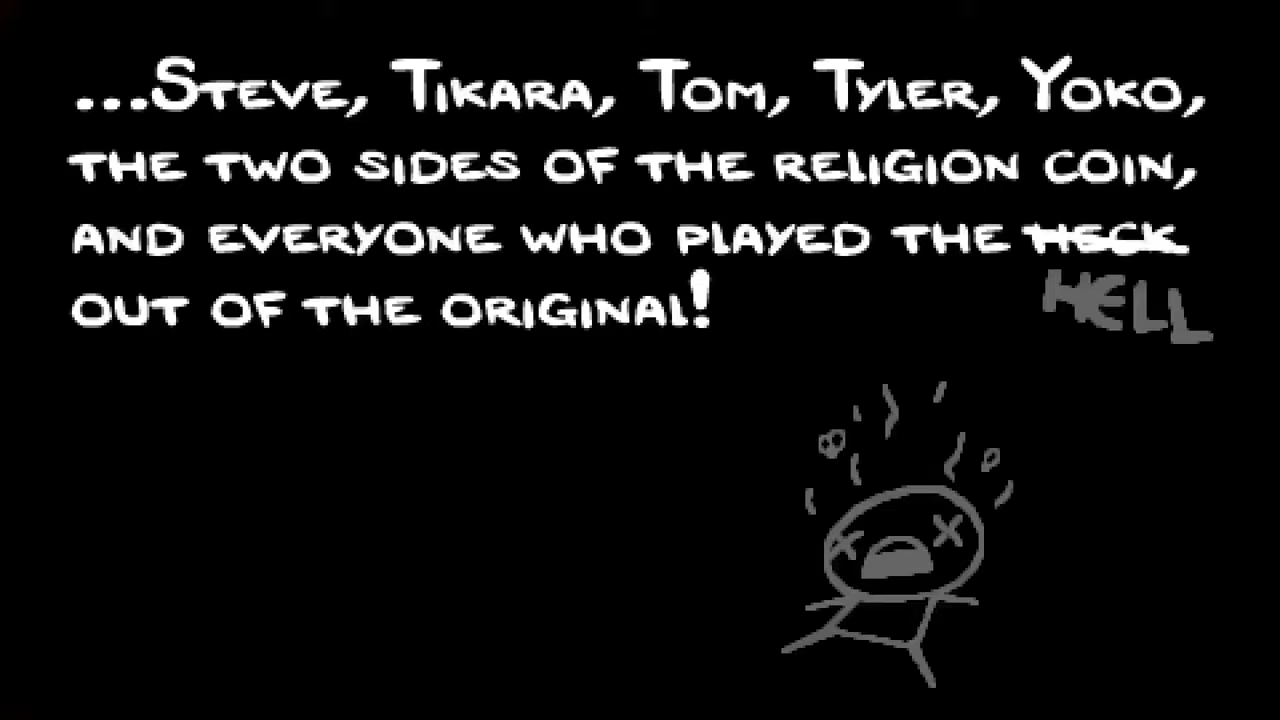 ...Steve, Tikara, Tom, Tyler, Yoko,
the two sides of the religion coin,
and everyone who played the heck
out of the original!
HELL